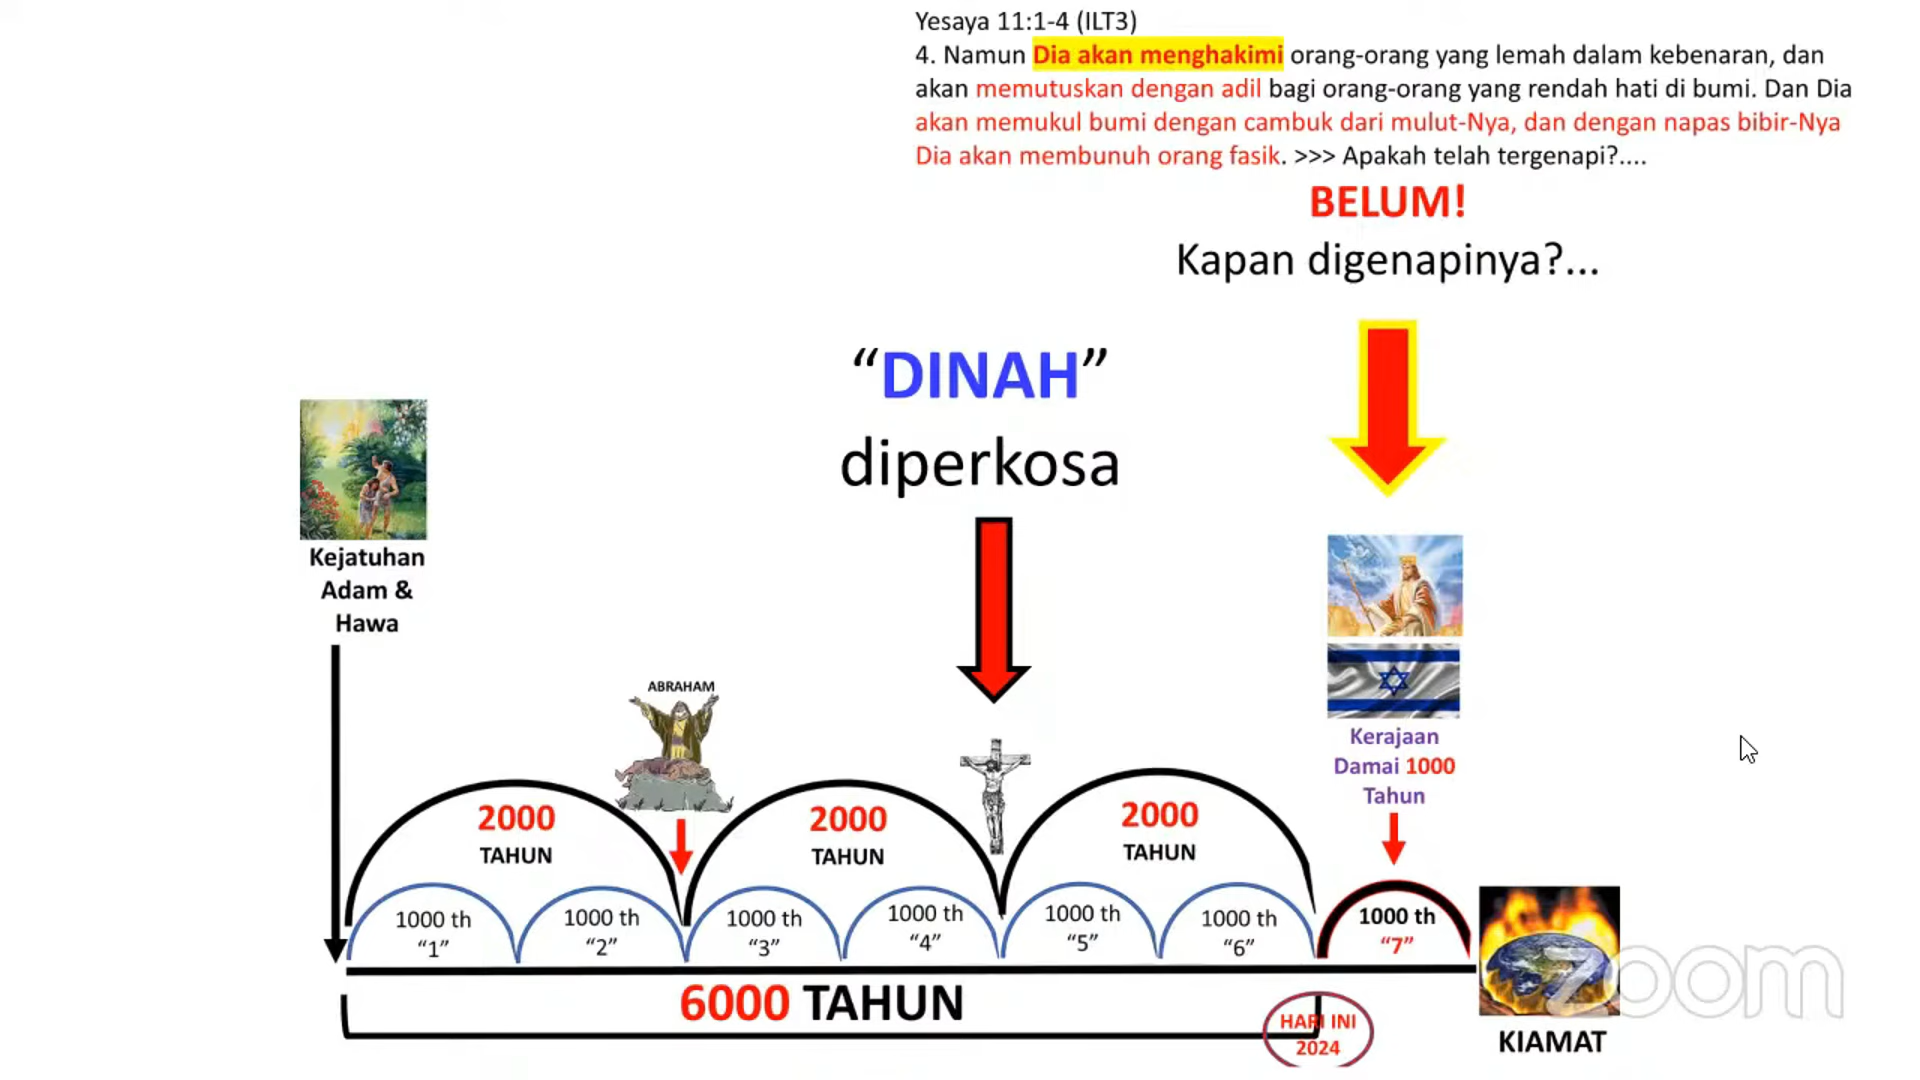 Yesaya 11:1-4 (ILT3)
4. Namun Dia akan menghakimi orang-orang yang lemah dalam kebenaran, dan
akan memutuskan dengan adil bagi orang-orang yang rendah hati di bumi. Dan Dia
akan memukul bumi dengan cambuk dari mulut-Nya, dan dengan napas bibir-Nya
Dia akan membunuh orang fasik. >>> Apakah telah tergenapi?....
BELUM!
Kapan digenapinya?...
“DINAH”
diperkosa
Kejatuhan
Adam &
Hawa
ABRAHAM
Kerajaan
Damai 1000
Tahun
2000
TAHUN
2000
TAHUN
2000
TAHUN
1000 th
“1”
1000 th
“2”
1000 th
“3”
1000 th
“4”
1000 th
“5”
1000 th
“6”
1000 th
“7”
6000 TAHUN
HARI INI
2024
KIAMAT
zoom